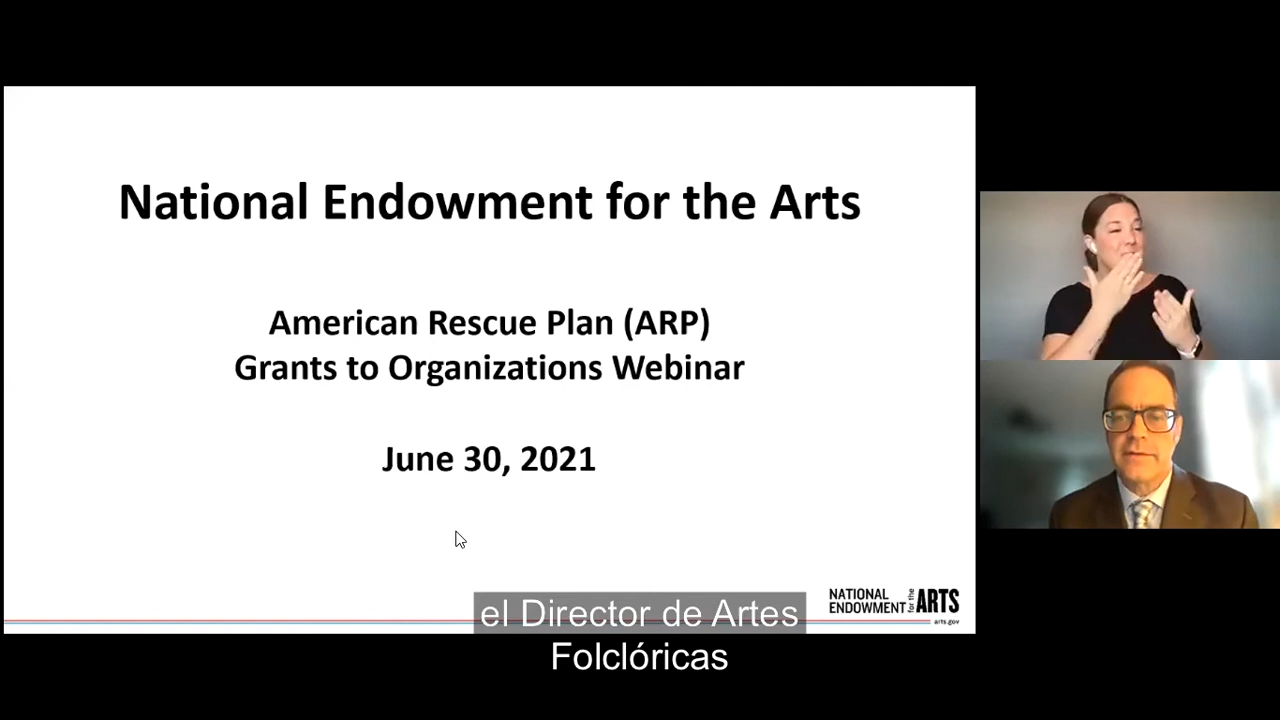 National Endowment for the Arts
American Rescue Plan (ARP)
Grants to Organizations Webinar
June 30, 2021
NATIONAL
ENDOWMENT for the ARTS
arts.gov
el Director de Artes
Folclóricas